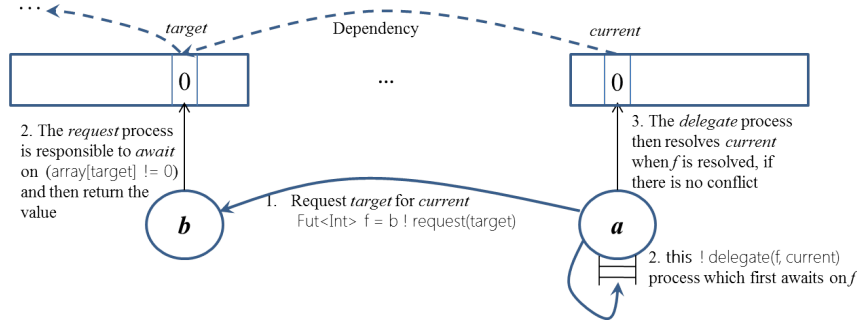 ...
target
Dependency
current
0
...
0
2. The request process
is responsible to await
on (array[target] != 0)
and then return the
value
3. The delegate process
then resolves current
when f is resolved, if
there is no conflict
1. Request target for current
Fut<Int> f = b ! request(target)
b
a
2. this ! delegate(f, current)
process which first awaits on f